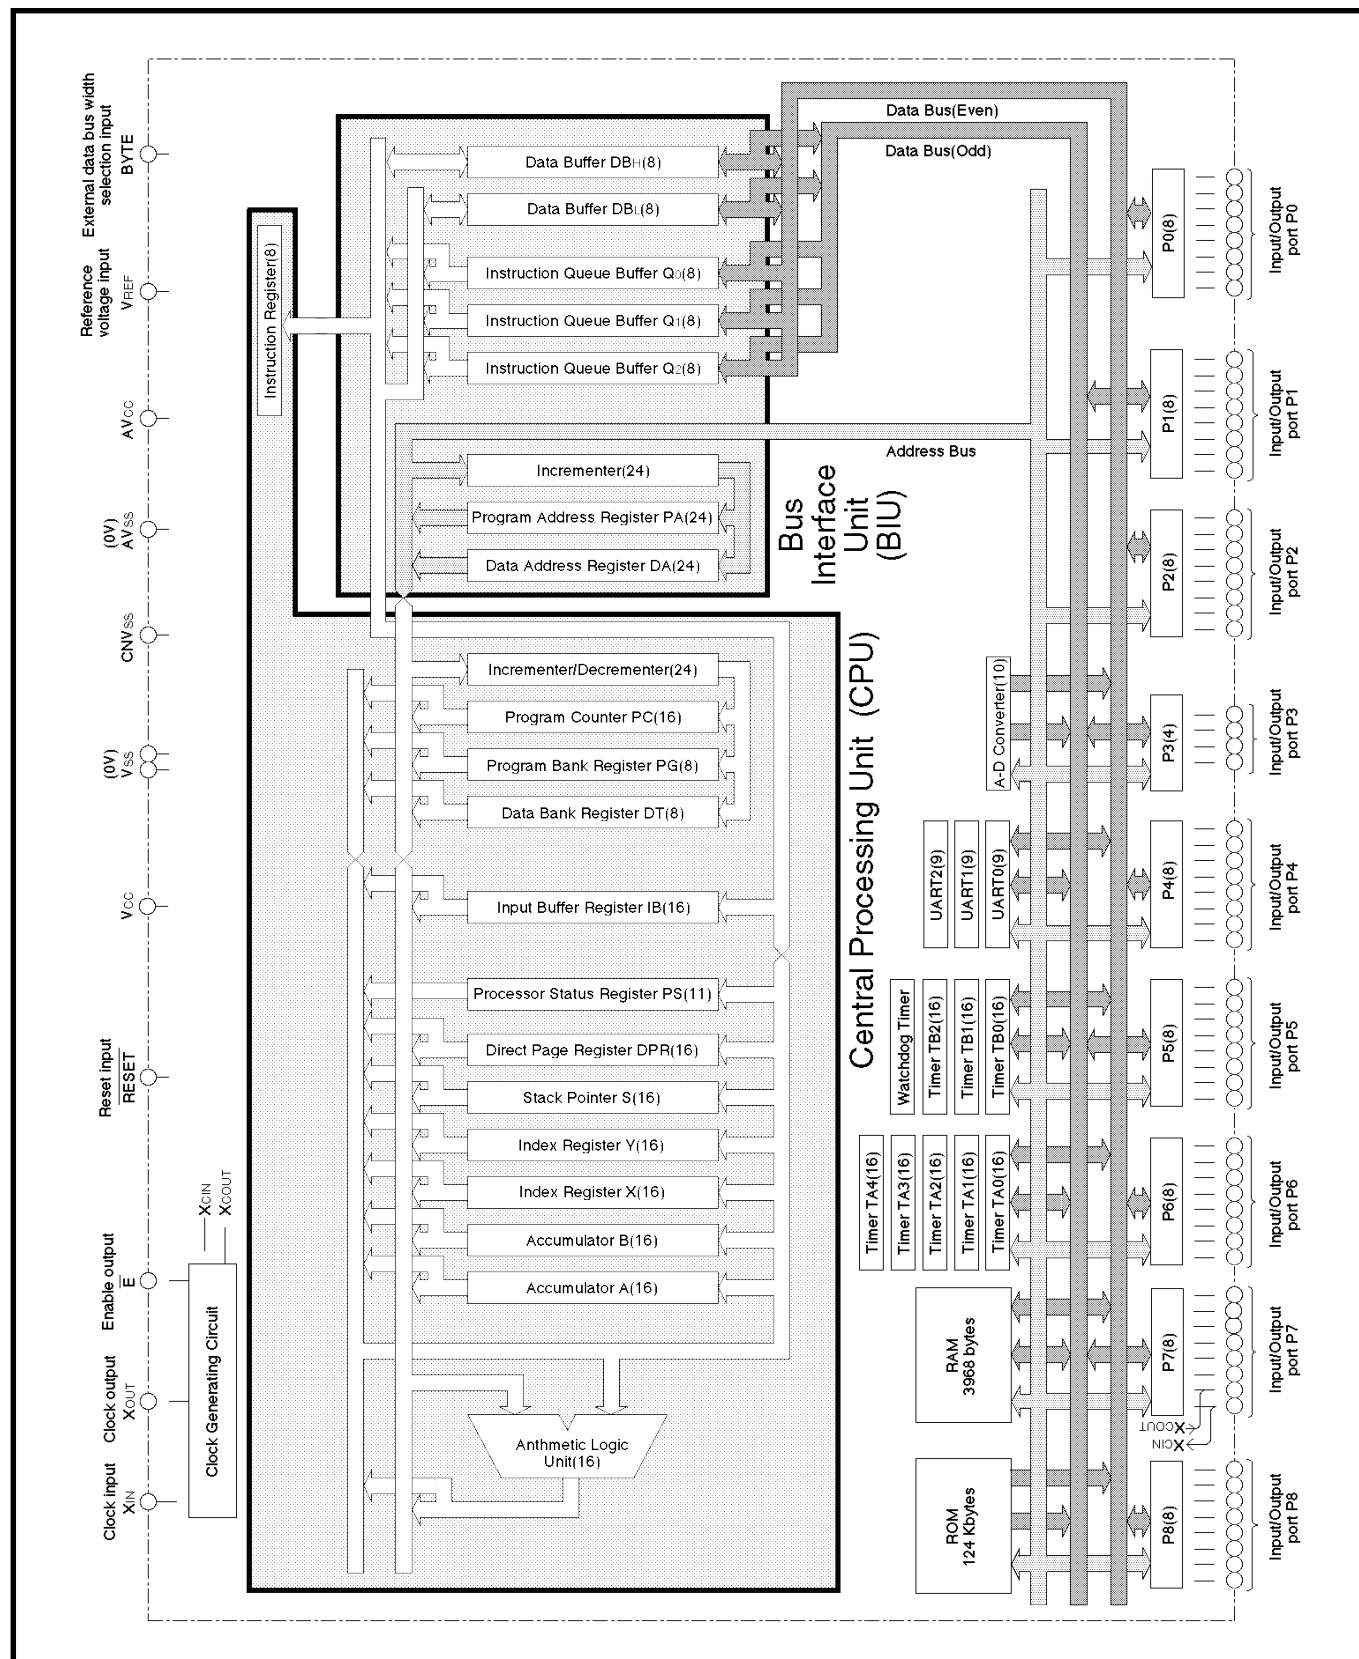 External data bus width
selection input
BYTE
Reference
voltage input
VREF
AVCC
(0V)
AVSS
CNVSS
(0V)
VSS
VCC
Reset input
RESET
Enable output
E
Clock output
XOUT
Clock input
XIN
XCIN
XCOUT
Clock Generating Circuit
Instruction Register(8)
Data Buffer DBH(8)
Data Buffer DBL(8)
Instruction Queue Buffer Q0(8)
Instruction Queue Buffer Q1(8)
Instruction Queue Buffer Q2(8)
Incrementer(24)
Program Address Register PA(24)
Data Address Register DA(24)
Bus
Interface
Unit
(BIU)
Incrementer/Decrementer(24)
Program Counter PC(16)
Program Bank Register PG(8)
Data Bank Register DT(8)
Input Buffer Register IB(16)
Processor Status Register PS(11)
Direct Page Register DPR(16)
Stack Pointer S(16)
Index Register Y(16)
Index Register X(16)
Accumulator B(16)
Accumulator A(16)
Anthmetic Logic
Unit(16)
Central Processing Unit (CPU)
Data Bus(Even)
Data Bus(Odd)
Address Bus
A-D Converter(10)
UART2(9)
UART1(9)
UART0(9)
Watchdog Timer
Timer TB2(16)
Timer TB1(16)
Timer TB0(16)
Timer TA4(16)
Timer TA3(16)
Timer TA2(16)
Timer TA1(16)
Timer TA0(16)
RAM
3968 bytes
ROM
124 Kbytes
P0(8)
P1(8)
P2(8)
P3(4)
P4(8)
P5(8)
P6(8)
P7(8)
P8(8)
XCOUT
XCIN
Input/Output
port P0
Input/Output
port P1
Input/Output
port P2
Input/Output
port P3
Input/Output
port P4
Input/Output
port P5
Input/Output
port P6
Input/Output
port P7
Input/Output
port P8